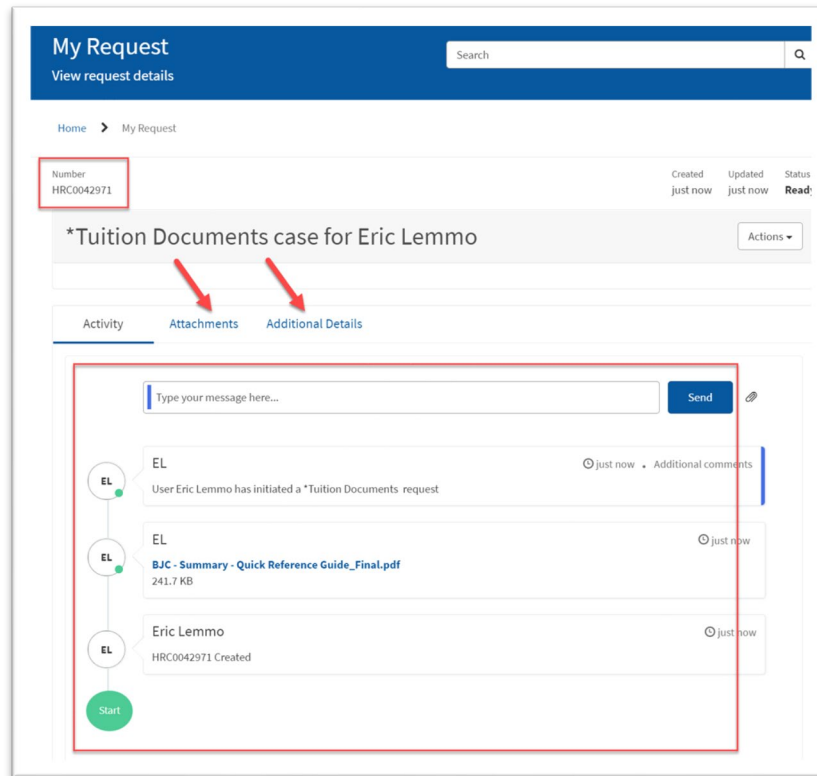 My Request
View request details
Search
Home > My Request
Number
HRC0042971
Created Updated Status
just now just now
*Tuition Documents case for Eric Lemmo
Actions
Activity Attachments Additional Details
Type your message here...
Send
EL
EL
just now • Additional comments
User Eric Lemmo has initiated a *Tuition Documents request
EL
EL
just now
BJC - Summary - Quick Reference Guide_Final.pdf
241.7 KB
EL
Eric Lemmo
just now
HRC0042971 Created
Start